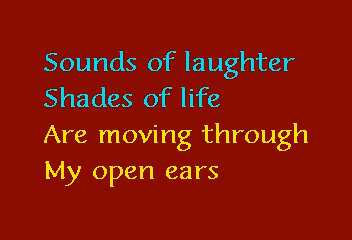 Sounds of laughter
Shades of life
Are moving through
My open ears